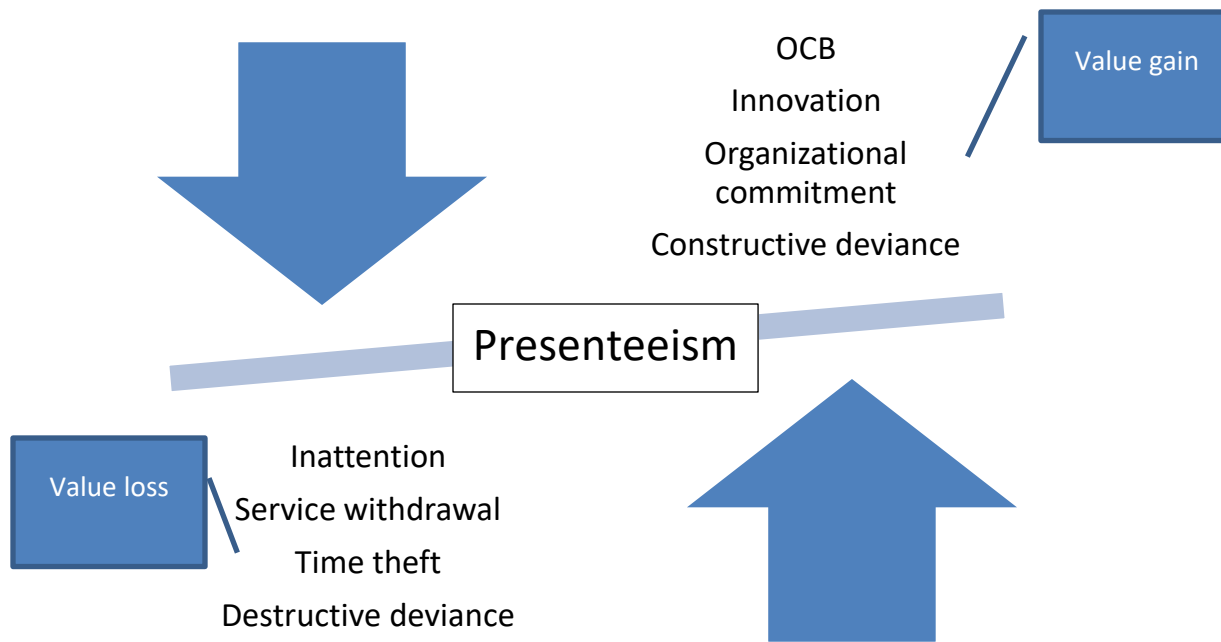 OCB
Value gain
Innovation
Organizational
commitment
Constructive deviance
Presenteeism
Value loss
Inattention
Service withdrawal
Time theft
Destructive deviance